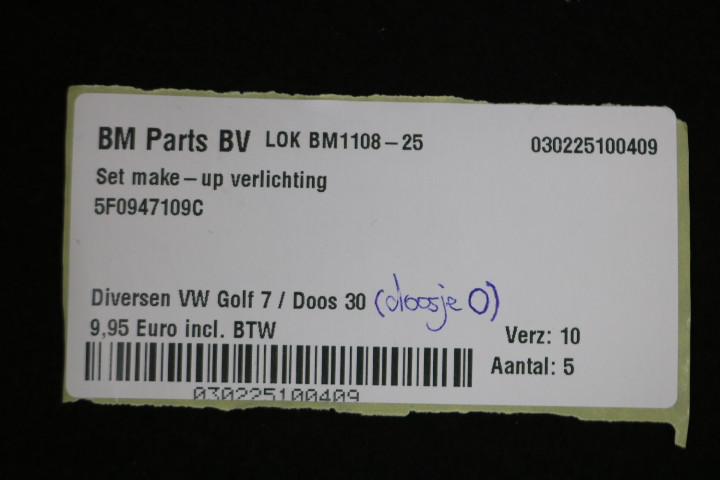 BM Parts BV LOK BM1108-25 030225100409
Set make-up verlichting
5F0947109C
Diversen VW Golf 7 / Doos 30 (doosje O)
9,95 Euro incl. BTW Verz: 10
Aantal: 5
030225100409